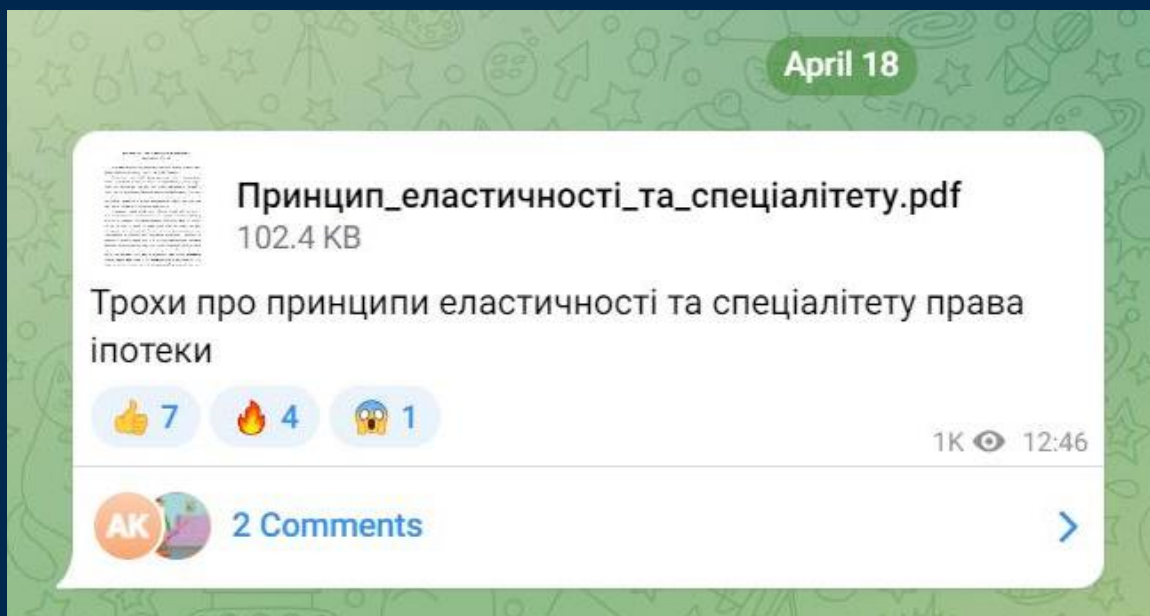 April 18
Принцип_еластичності_та_спеціалітету.pdf
102.4 KB
Трохи про принципи еластичності та спеціалітету права
іпотеки
👍 7 🔥 4 😱 1
1K 12:46
AK 2 Comments